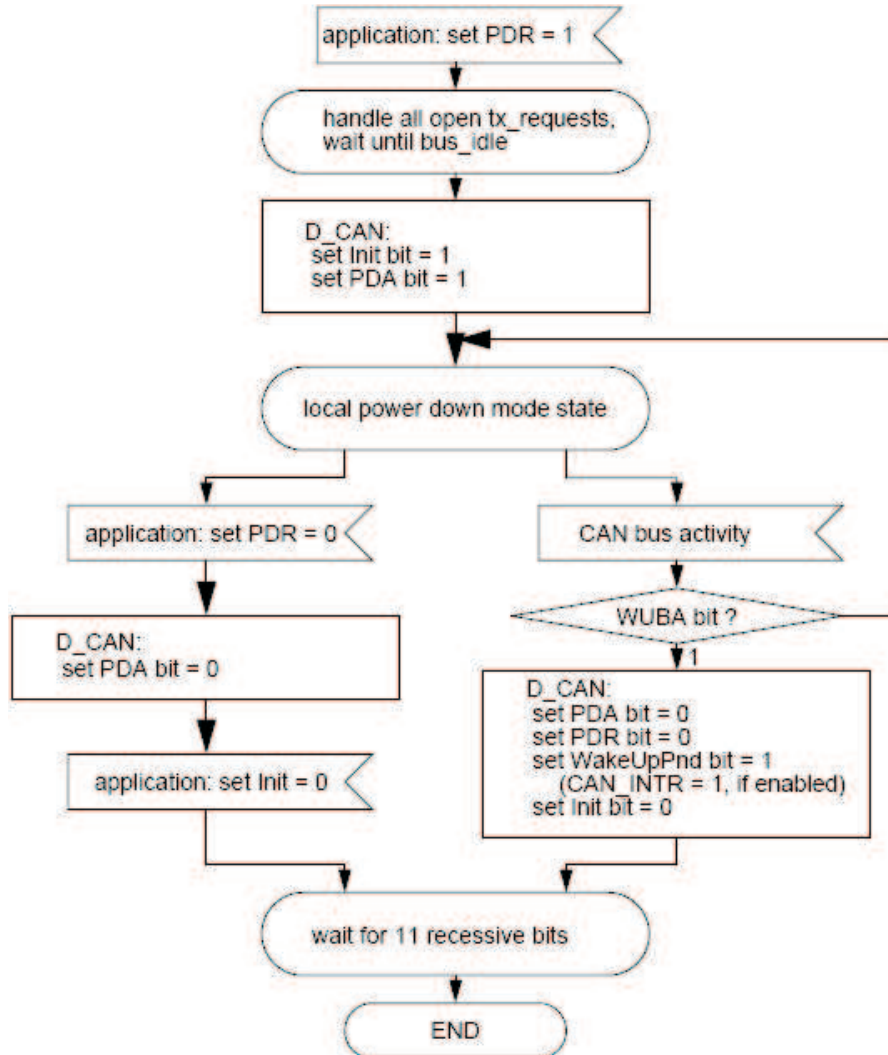 application: set PDR = 1
handle all open tx_requests,
wait until bus_idle
D_CAN:
set Init bit = 1
set PDA bit = 1
local power down mode state
application: set PDR = 0
CAN bus activity
WUBA bit ?
1
D_CAN:
set PDA bit = 0
D_CAN:
set PDA bit = 0
set PDR bit = 0
set WakeUpPnd bit = 1
(CAN_INTR = 1, if enabled)
set Init bit = 0
application: set Init = 0
wait for 11 recessive bits
END